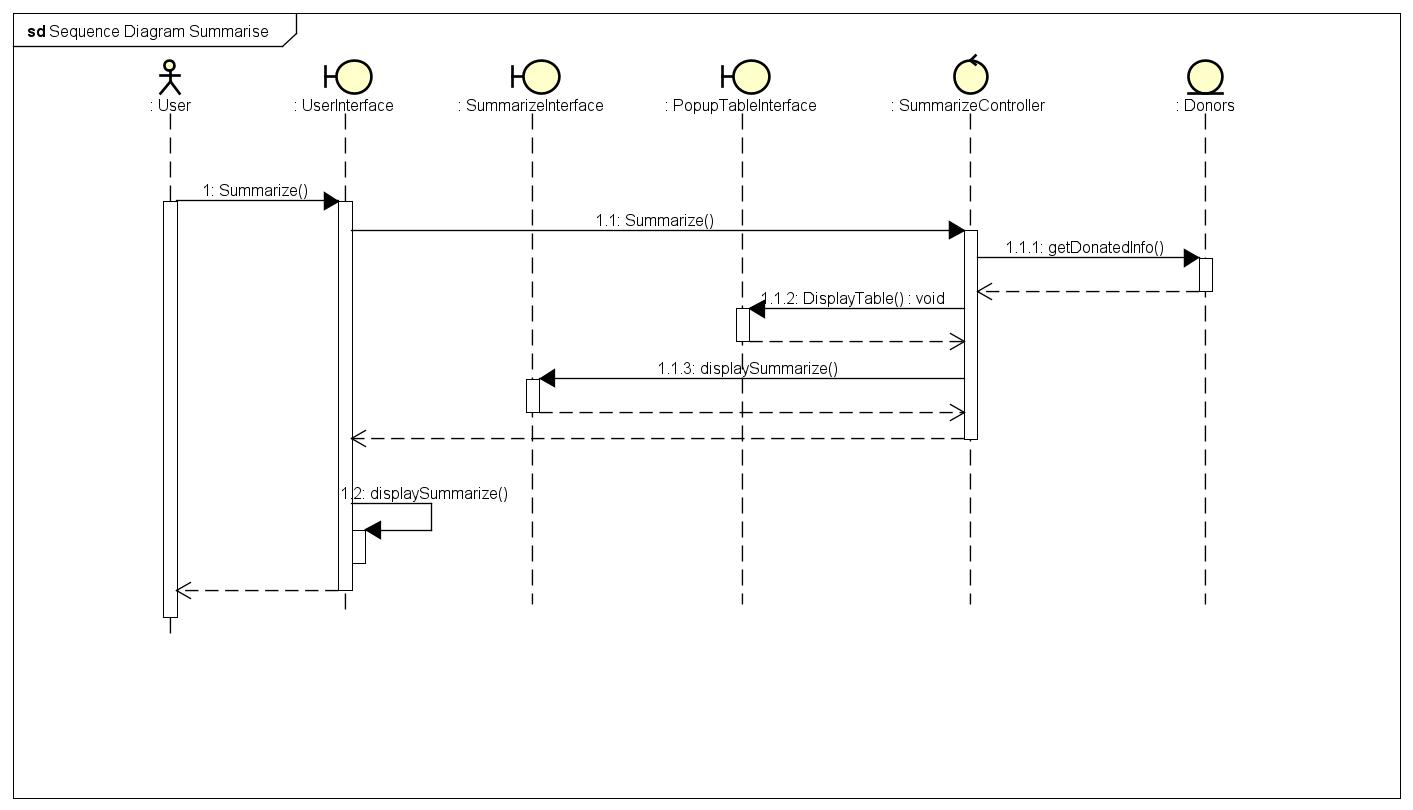 sd Sequence Diagram Summarise
: User
: UserInterface
: SummarizeInterface
: PopupTableInterface
: SummarizeController
: Donors
1: Summarize()
1.1: Summarize()
1.1.1: getDonatedInfo()
1.1.2: DisplayTable() : void
1.1.3: displaySummarize()
1.2: displaySummarize()